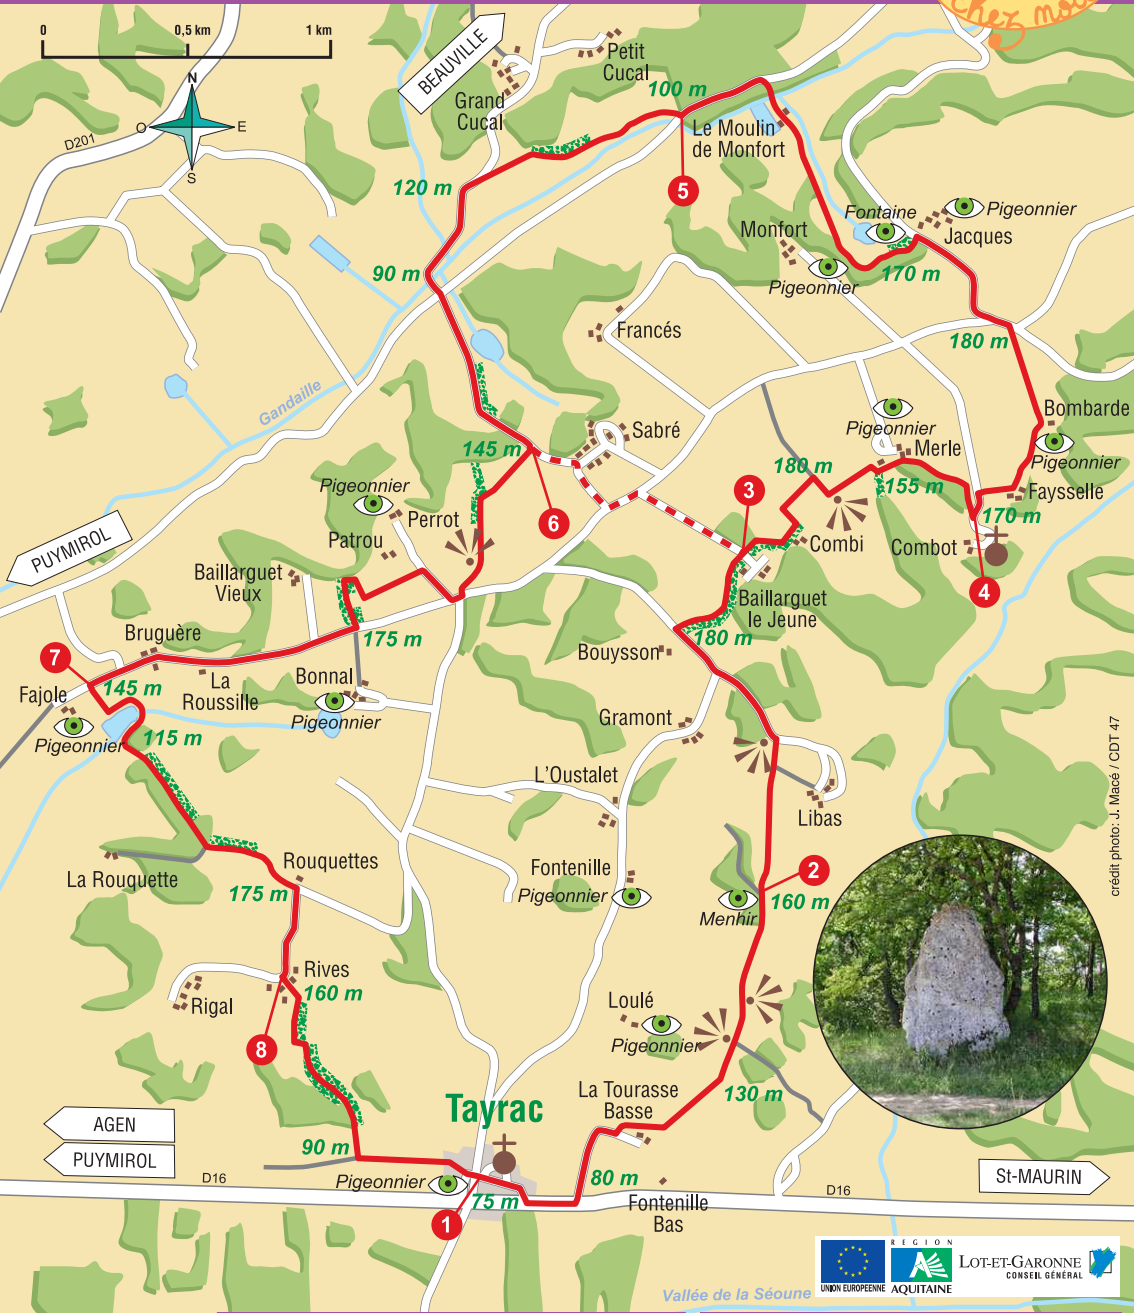 chez nous
0
0,5 km
1 km
N
O
E
S
D201
BEAUVILLE
Petit
Cucal
Grand
Cucal
100 m
Le Moulin
de Monfort
5
120 m
Fontaine
Pigeonnier
Jacques
Monfort
Pigeonnier
170 m
90 m
Francés
180 m
Gandaille
Bombarde
Pigeonnier
Pigeonnier
Merle
Sabré
145 m
180 m
155 m
Faysselle
170 m
Pigeonnier
Perrot
Patrou
6
3
Combi
Combot
4
PUYMIROL
Baillarguet
Vieux
Baillarguet
le Jeune
180 m
175 m
Bruguère
Bouysson
7
La
Roussille
Bonnal
Pigeonnier
Fajole
145 m
Pigeonnier
115 m
Gramont
L'Oustalet
Libas
crédit photo: J. Macé / CDT 47
La Rouquette
Rouquettes
175 m
Fontenille
Pigeonnier
2
160 m
Menhir
Rives
160 m
Rigal
8
Loulé
Pigeonnier
La Tourasse
Basse
130 m
Tayrac
AGEN
PUYMIROL
90 m
D16
Pigeonnier
75 m
1
80 m
Fontenille
Bas
D16
St-MAURIN
Vallée de la Séoune
UNION EUROPEENNE
REGION
AQUITAINE
LOT-ET-GARONNE
CONSEIL GÉNÉRAL